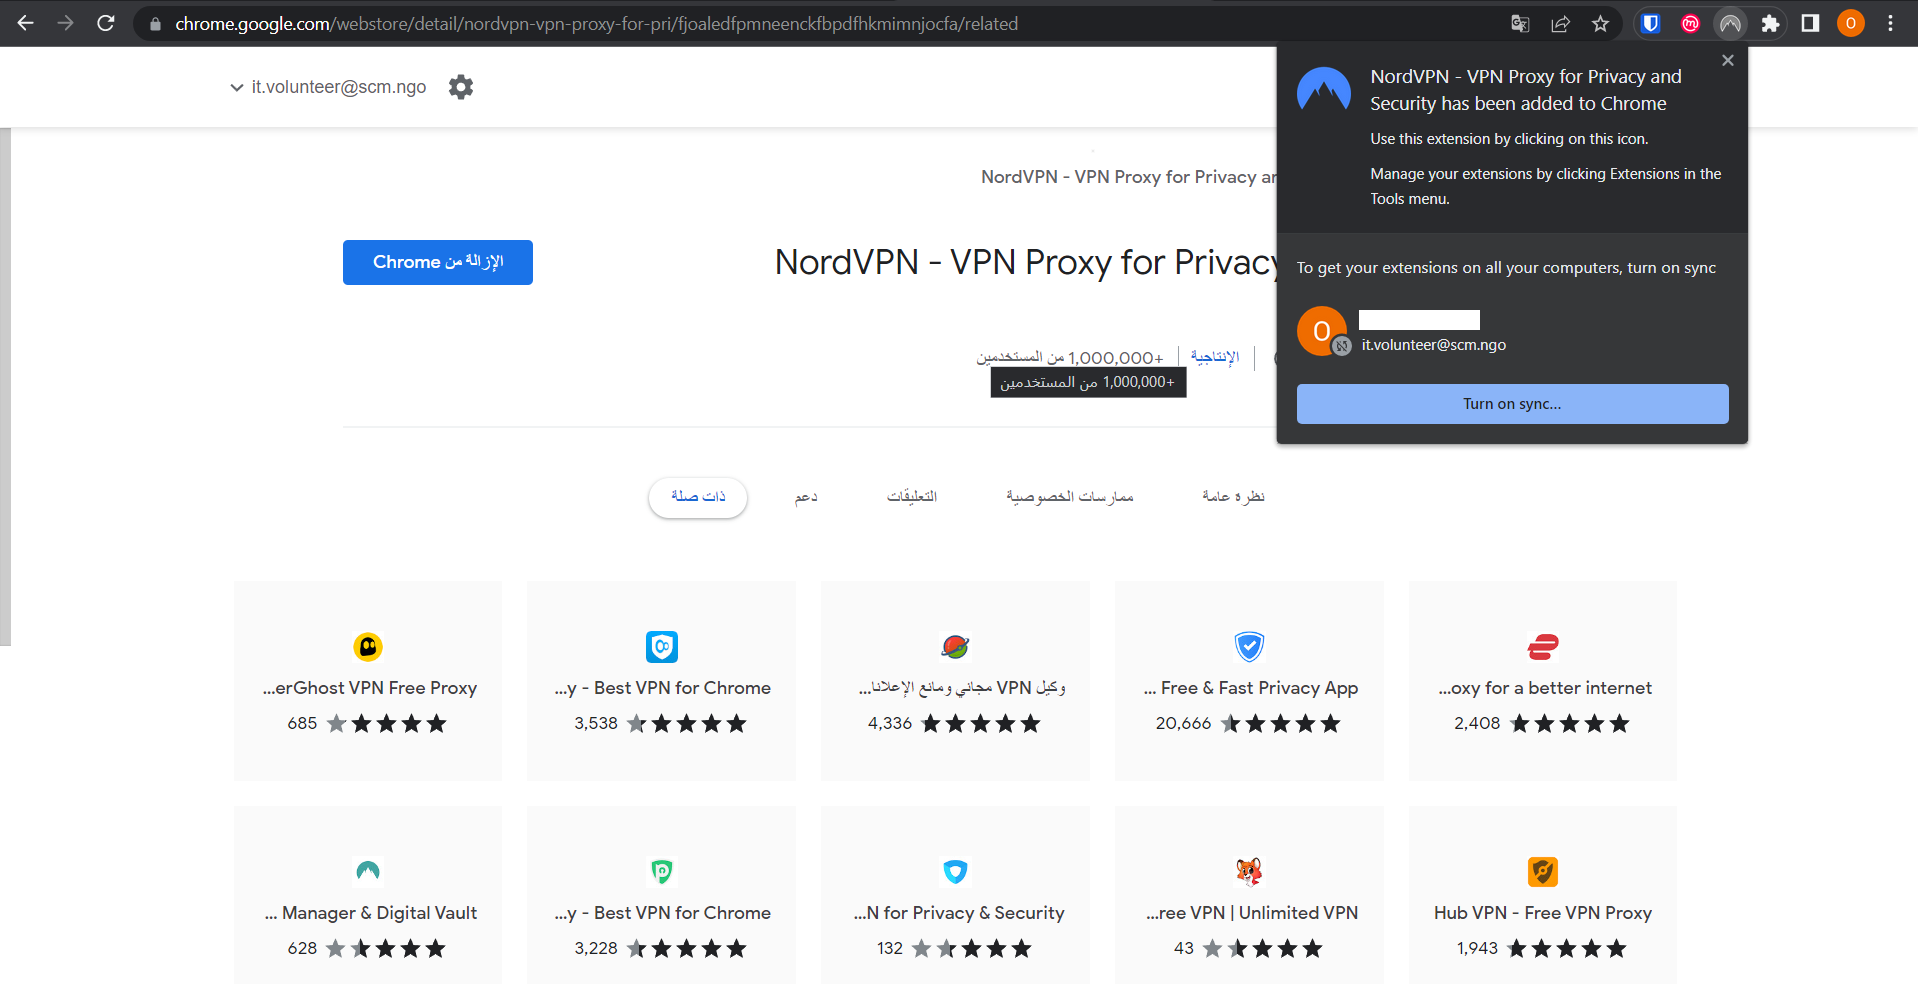 chrome.google.com/webstore/detail/nordvpn-vpn-proxy-for-pri/fjoaledfpmneenckfbpdfhkmimnjocfa/related
O
it.volunteer@scm.ngo
NordVPN - VPN Proxy for Privacy and
Security has been added to Chrome
Use this extension by clicking on this icon.
Manage your extensions by clicking Extensions in the
Tools menu.
To get your extensions on all your computers, turn on sync
O
it.volunteer@scm.ngo
Turn on sync...
NordVPN - VPN Proxy for Privacy
الإزالة من Chrome
NordVPN - VPN Proxy for Privacy
الإنتاجية
+1,000,000 من المستخدمين
+1,000,000 من المستخدمين
نظرة عامة
ممارسات الخصوصية
التعليقات
دعم
ذات صلة
...erGhost VPN Free Proxy
685
...y - Best VPN for Chrome
3,538
وكيل VPN مجاني ومانع الإعلانا...
4,336
... Free & Fast Privacy App
20,666
...oxy for a better internet
2,408
... Manager & Digital Vault
628
...y - Best VPN for Chrome
3,228
...N for Privacy & Security
132
...ree VPN | Unlimited VPN
43
Hub VPN - Free VPN Proxy
1,943